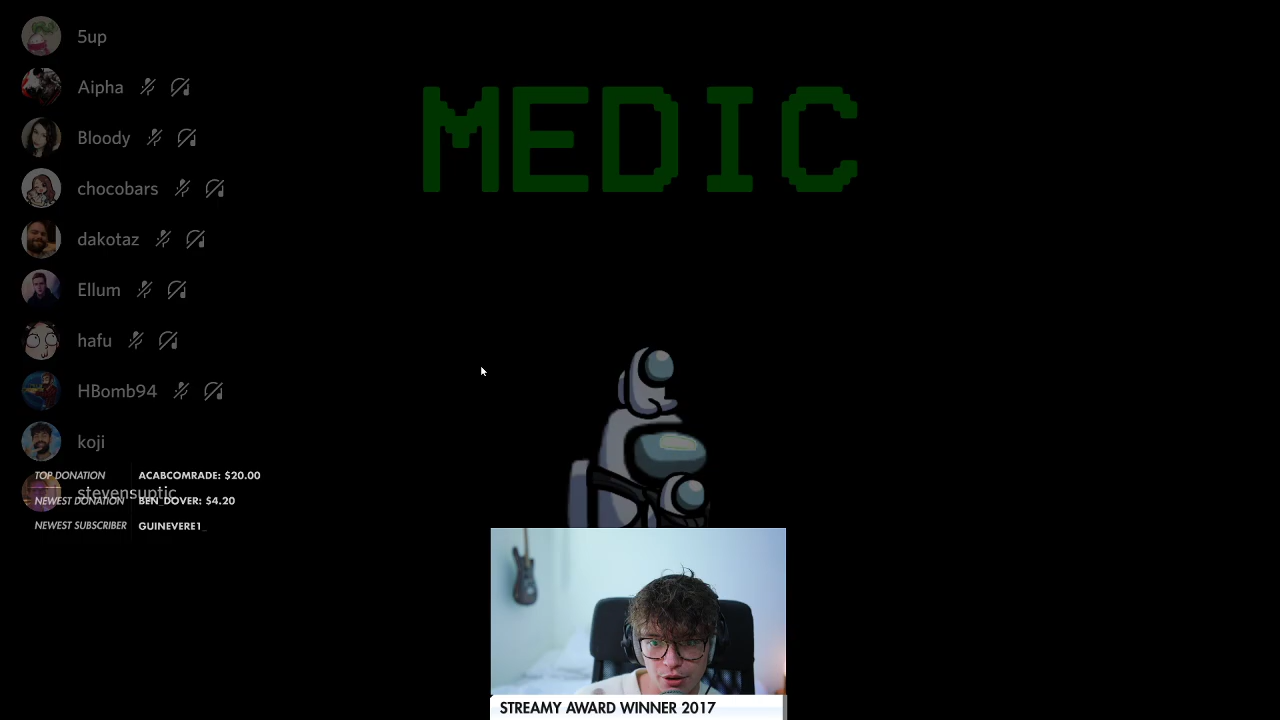 5up
MEDIC
Aipha
Bloody
chocobars
dakotaz
Ellum
hafu
HBomb94
koji
TOP DONATION ACABCOMRADE: $20.00
stevensuptic
NEWEST DONATION BEN_DOVER: $4.20
NEWEST SUBSCRIBER GUINEVERE1_
STREAMY AWARD WINNER 2017